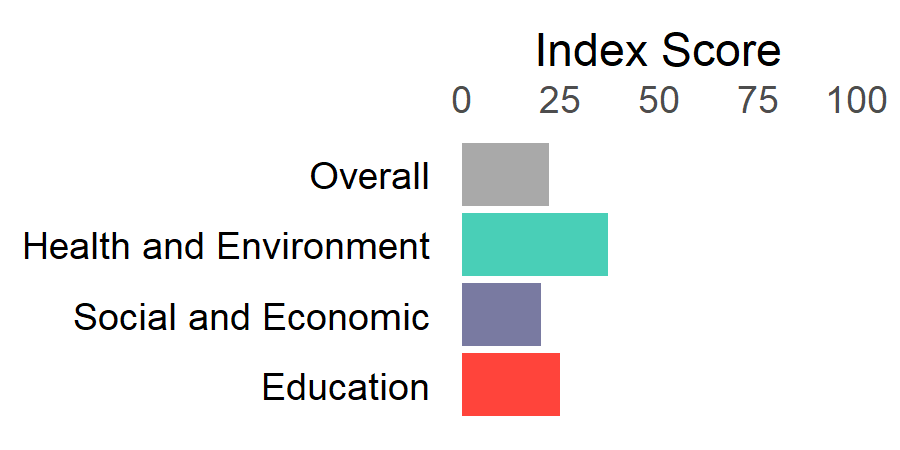 Index Score
0 25 50 75 100
Overall
Health and Environment
Social and Economic
Education